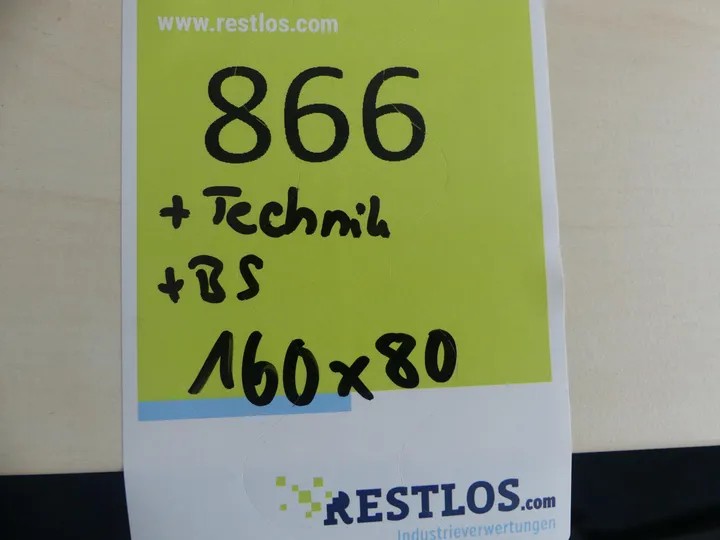 www.restlos.com
866
+ Technik
+ BS
160x80
RESTLOS.com
Industrieverwertungen